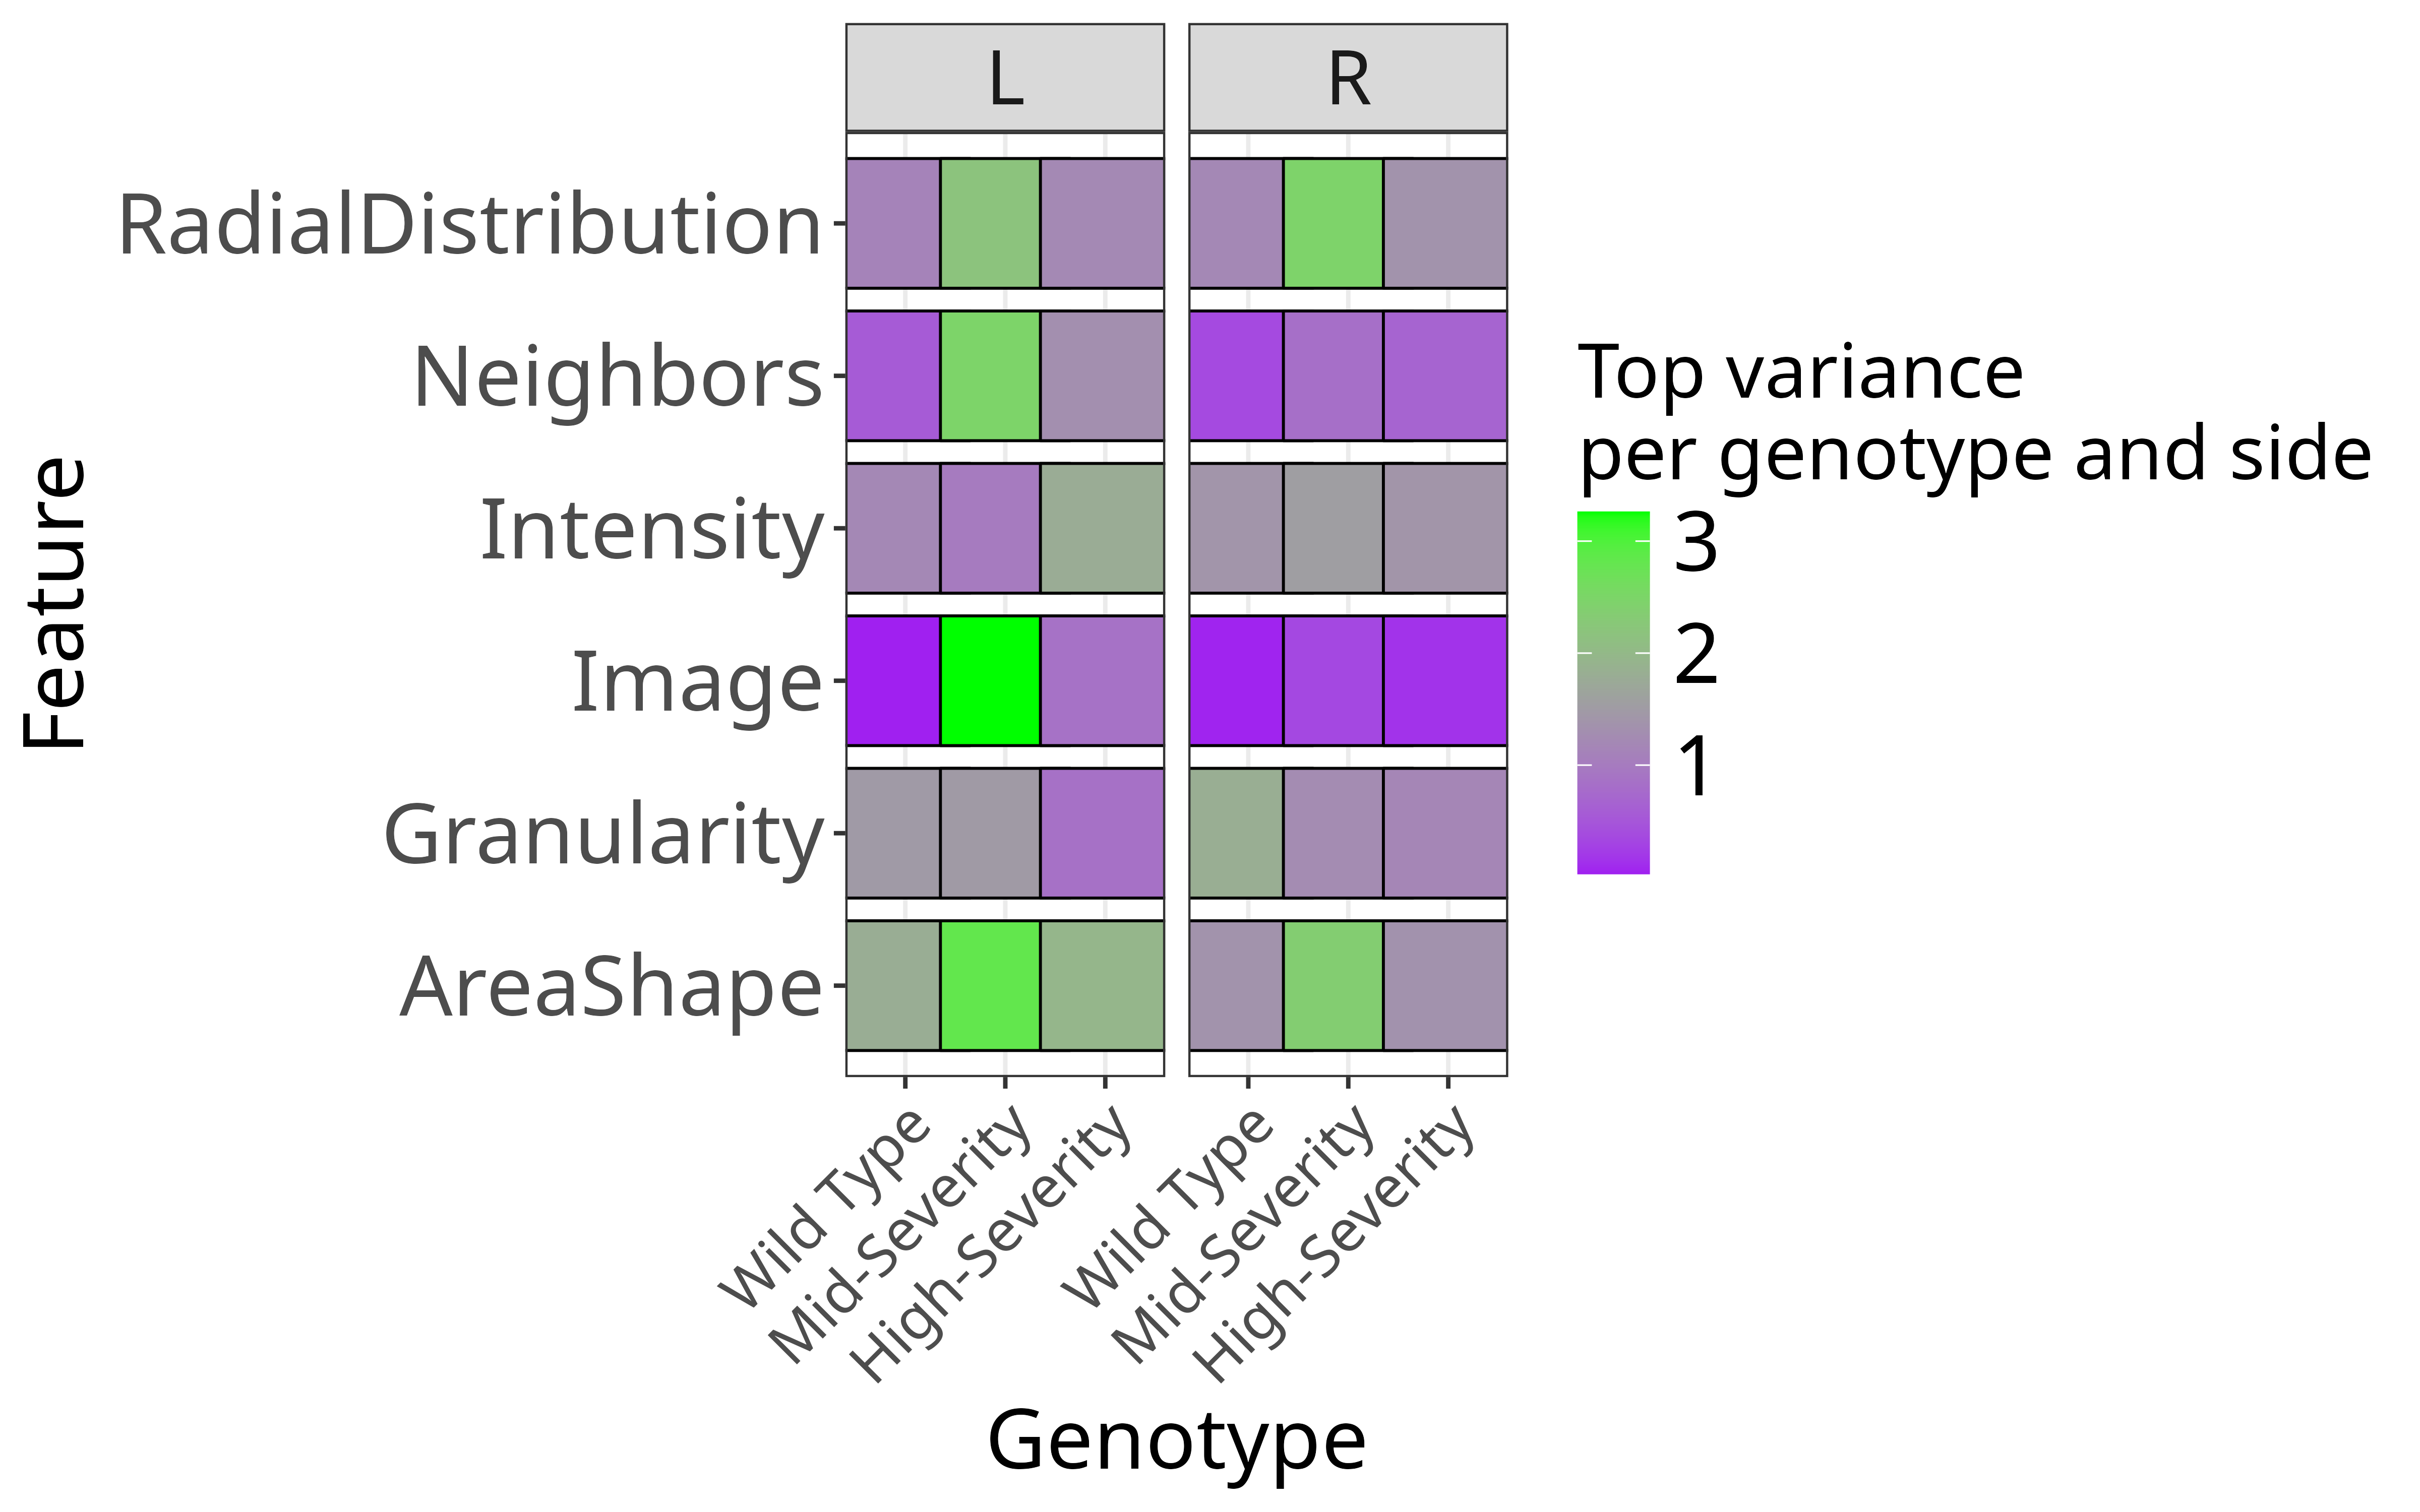 L
R
RadialDistribution
Neighbors
Intensity
Image
Granularity
AreaShape
Feature
Wild Type
Mid-Severity
High-Severity
Wild Type
Mid-Severity
High-Severity
Genotype
Top variance
per genotype and side
3
2
1